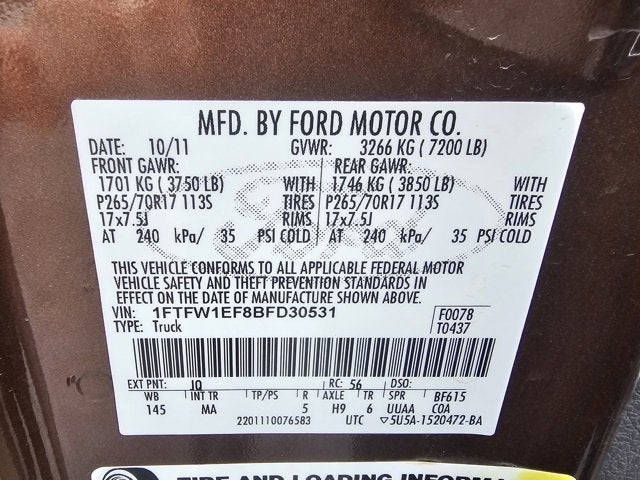 MFD. BY FORD MOTOR CO.
DATE: 10/11 GVWR: 3266 KG ( 7200 LB)
FRONT GAWR: REAR GAWR:
1701 KG ( 3750 LB) WITH 1746 KG ( 3850 LB) WITH
P265/70R17 113S TIRES P265/70R17 113S TIRES
17x7.5J RIMS 17x7.5J RIMS
AT 240 kPa/ 35 PSI COLD AT 240 kPa/ 35 PSI COLD
THIS VEHICLE CONFORMS TO ALL APPLICABLE FEDERAL MOTOR
VEHICLE SAFETY AND THEFT PREVENTION STANDARDS IN
EFFECT ON THE DATE OF MANUFACTURE SHOWN ABOVE.
VIN: 1FTFW1EF8BFD30531 F0078
TYPE: Truck T0437
EXT PNT: JQ RC: 56 DSO:
WB INT TR TP/PS R AXLE TR SPR BF615
145 MA 5 H9 6 UUAA COA
2201110076583 UTC ▽5U5A-1520472-BA
TIRE AND LOADING INFORMA